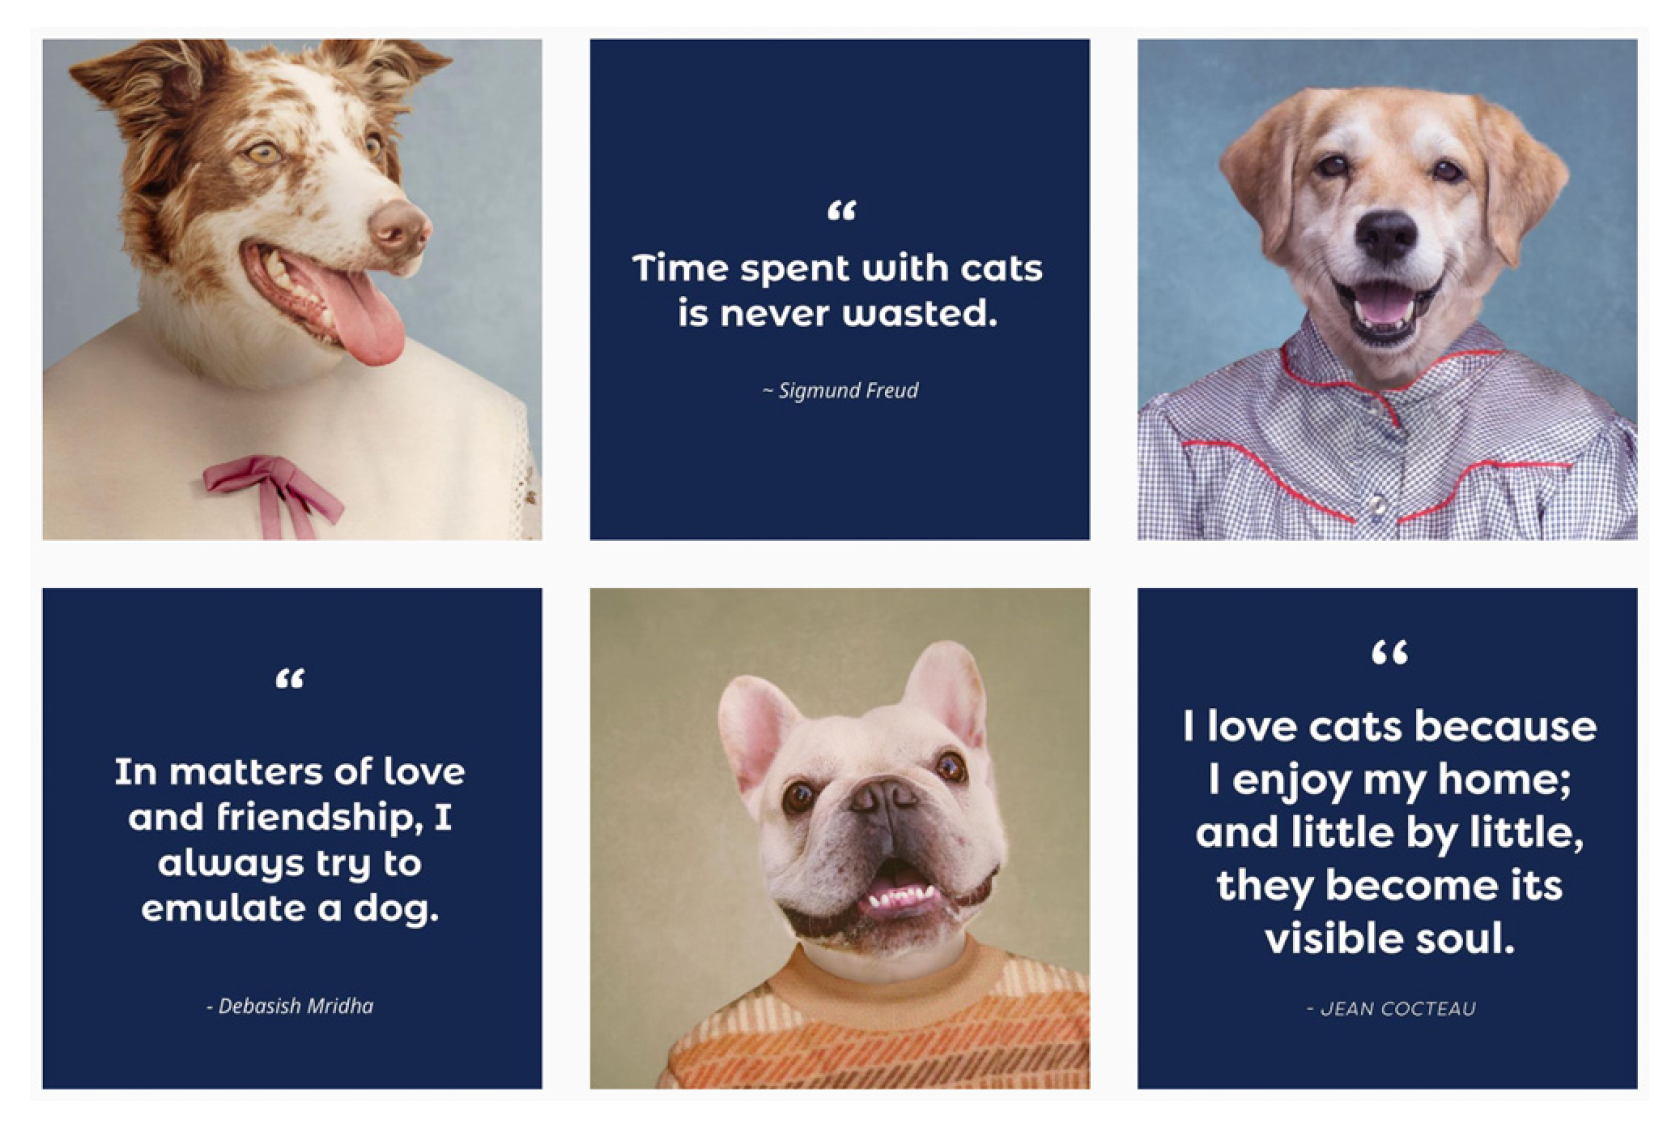 “
Time spent with cats
is never wasted.
~ Sigmund Freud
“
In matters of love
and friendship, I
always try to
emulate a dog.
- Debasish Mridha
“
I love cats because
I enjoy my home;
and little by little,
they become its
visible soul.
- JEAN COCTEAU